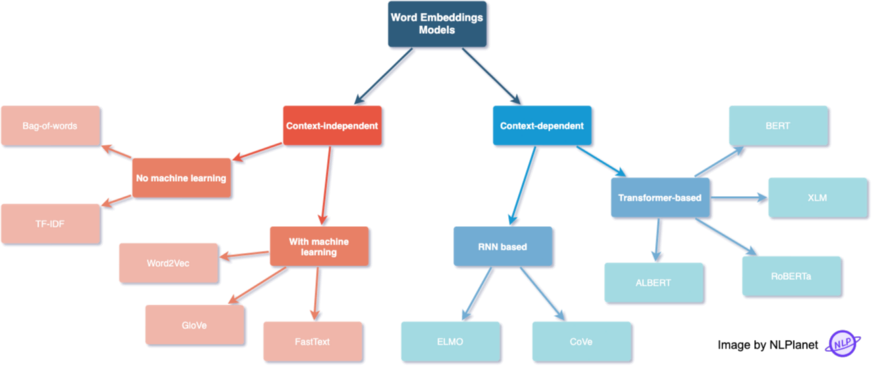 Word Embeddings
Models
Context-independent
Context-dependent
Bag-of-words
BERT
No machine learning
Transformer-based
XLM
TF-IDF
With machine
learning
RNN based
Word2Vec
ALBERT
RoBERTa
GloVe
FastText
ELMO
CoVe
Image by NLPlanet
NLP